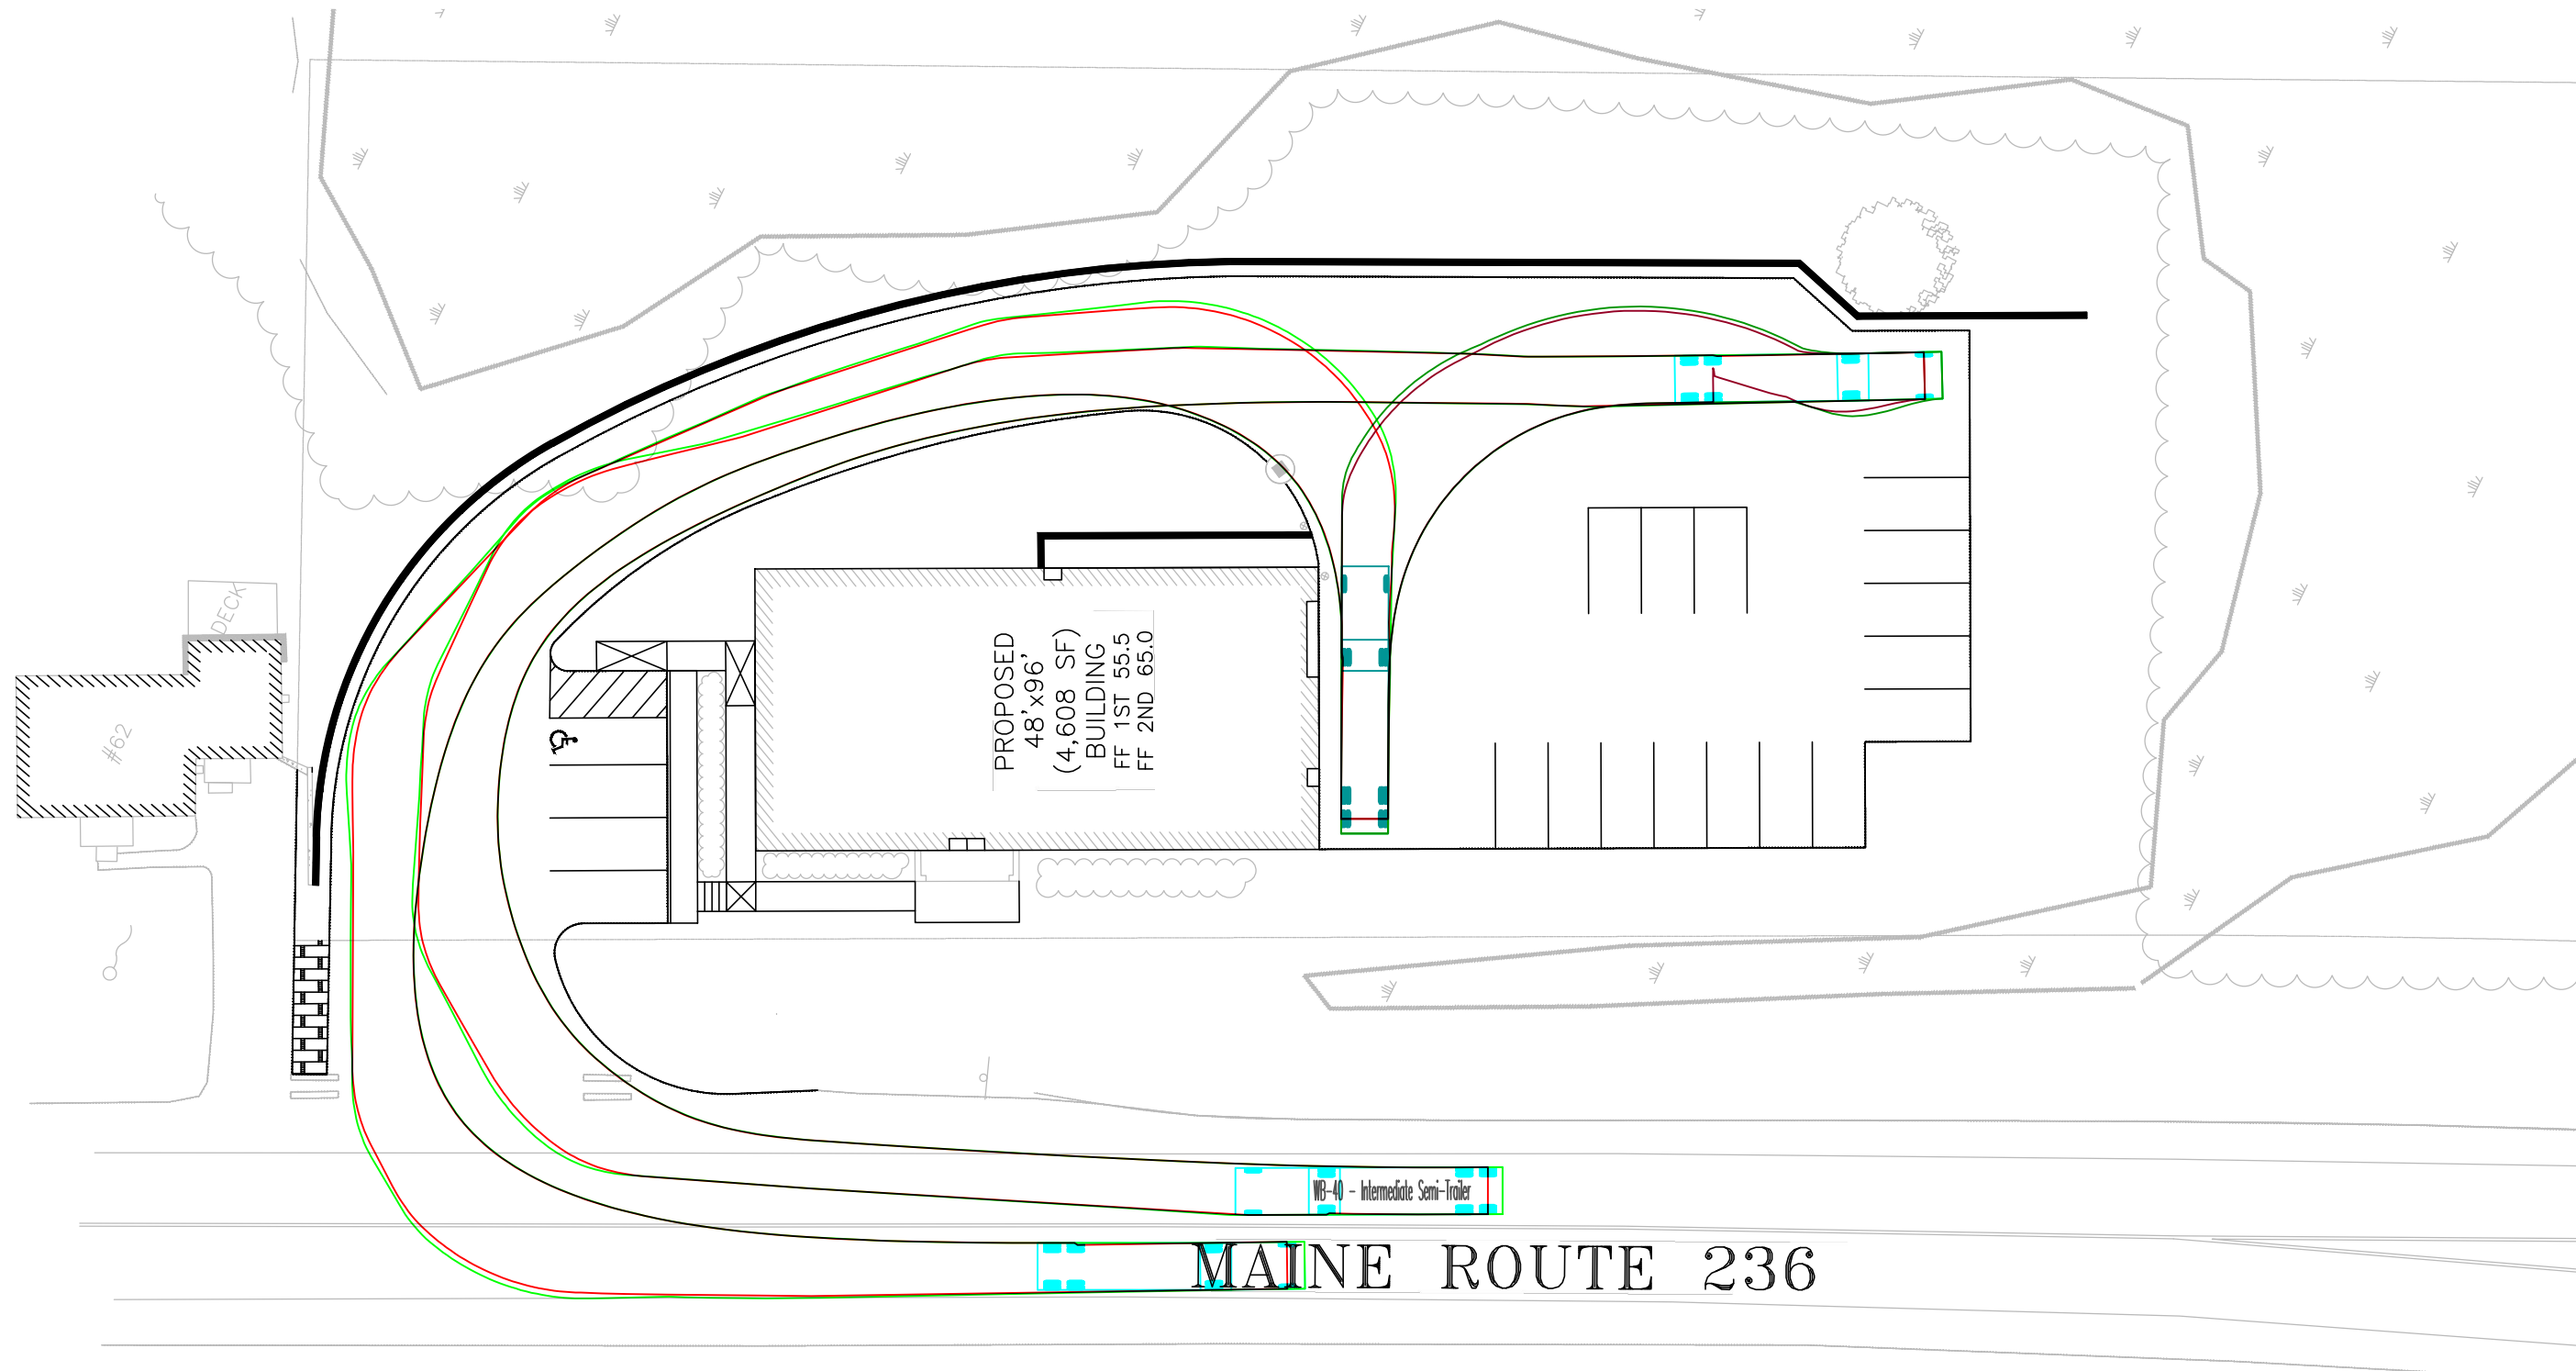 DECK
#62
PROPOSED
48'x96'
(4,608 SF)
BUILDING
FF 1ST 55.5
FF 2ND 65.0
WB-40 - Intermediate Semi-Trailer
MAINE ROUTE 236